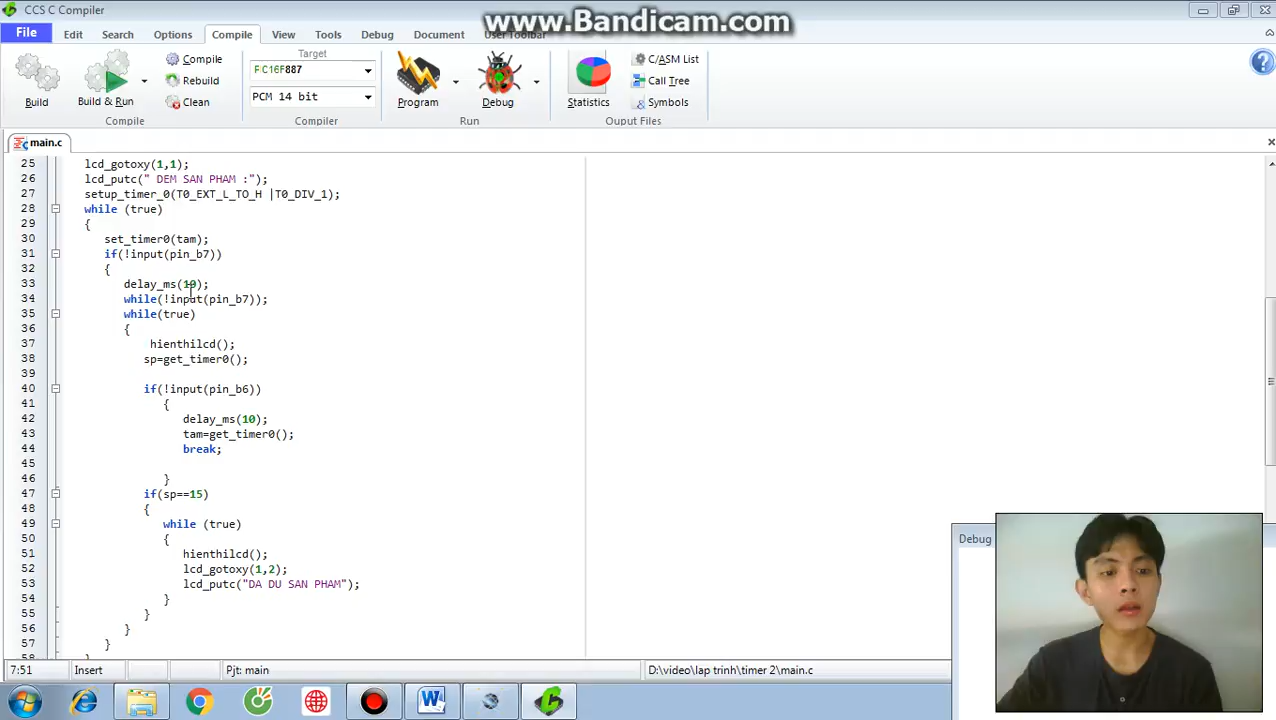 CCS C Compiler
www.Bandicam.com
File Edit Search Options Compile View Tools Debug Document User Toolbar
Target
Compile
PIC16F887
C/ASM List
Rebuild
Call Tree
Build
Build & Run
Clean
PCM 14 bit
Program
Debug
Statistics
Symbols
Compile
Compiler
Run
Ouput Files
main.c
25 lcd_gotoxy(1,1);
26 lcd_putc(" DEM SAN PHAM :");
27 setup_timer_0(T0_EXT_L_TO_H |T0_DIV_1);
28 while (true)
29 {
30 set_timer0(tam);
31 if(!input(pin_b7))
32 {
33 delay_ms(10);
34 while(!input(pin_b7));
35 while(true)
36 {
37 hienthilcd();
38 sp=get_timer0();
39
40 if(!input(pin_b6))
41 {
42 delay_ms(10);
43 tam=get_timer0();
44 break;
45
46 }
47 if(sp==15)
48 {
49 while (true)
50 {
51 hienthilcd();
52 lcd_gotoxy(1,2);
53 lcd_putc("DA DU SAN PHAM");
54 }
55 }
56 }
57 }
58
7:51 Insert Pjt: main D:\video\lap trinh\timer 2\main.c
Debug